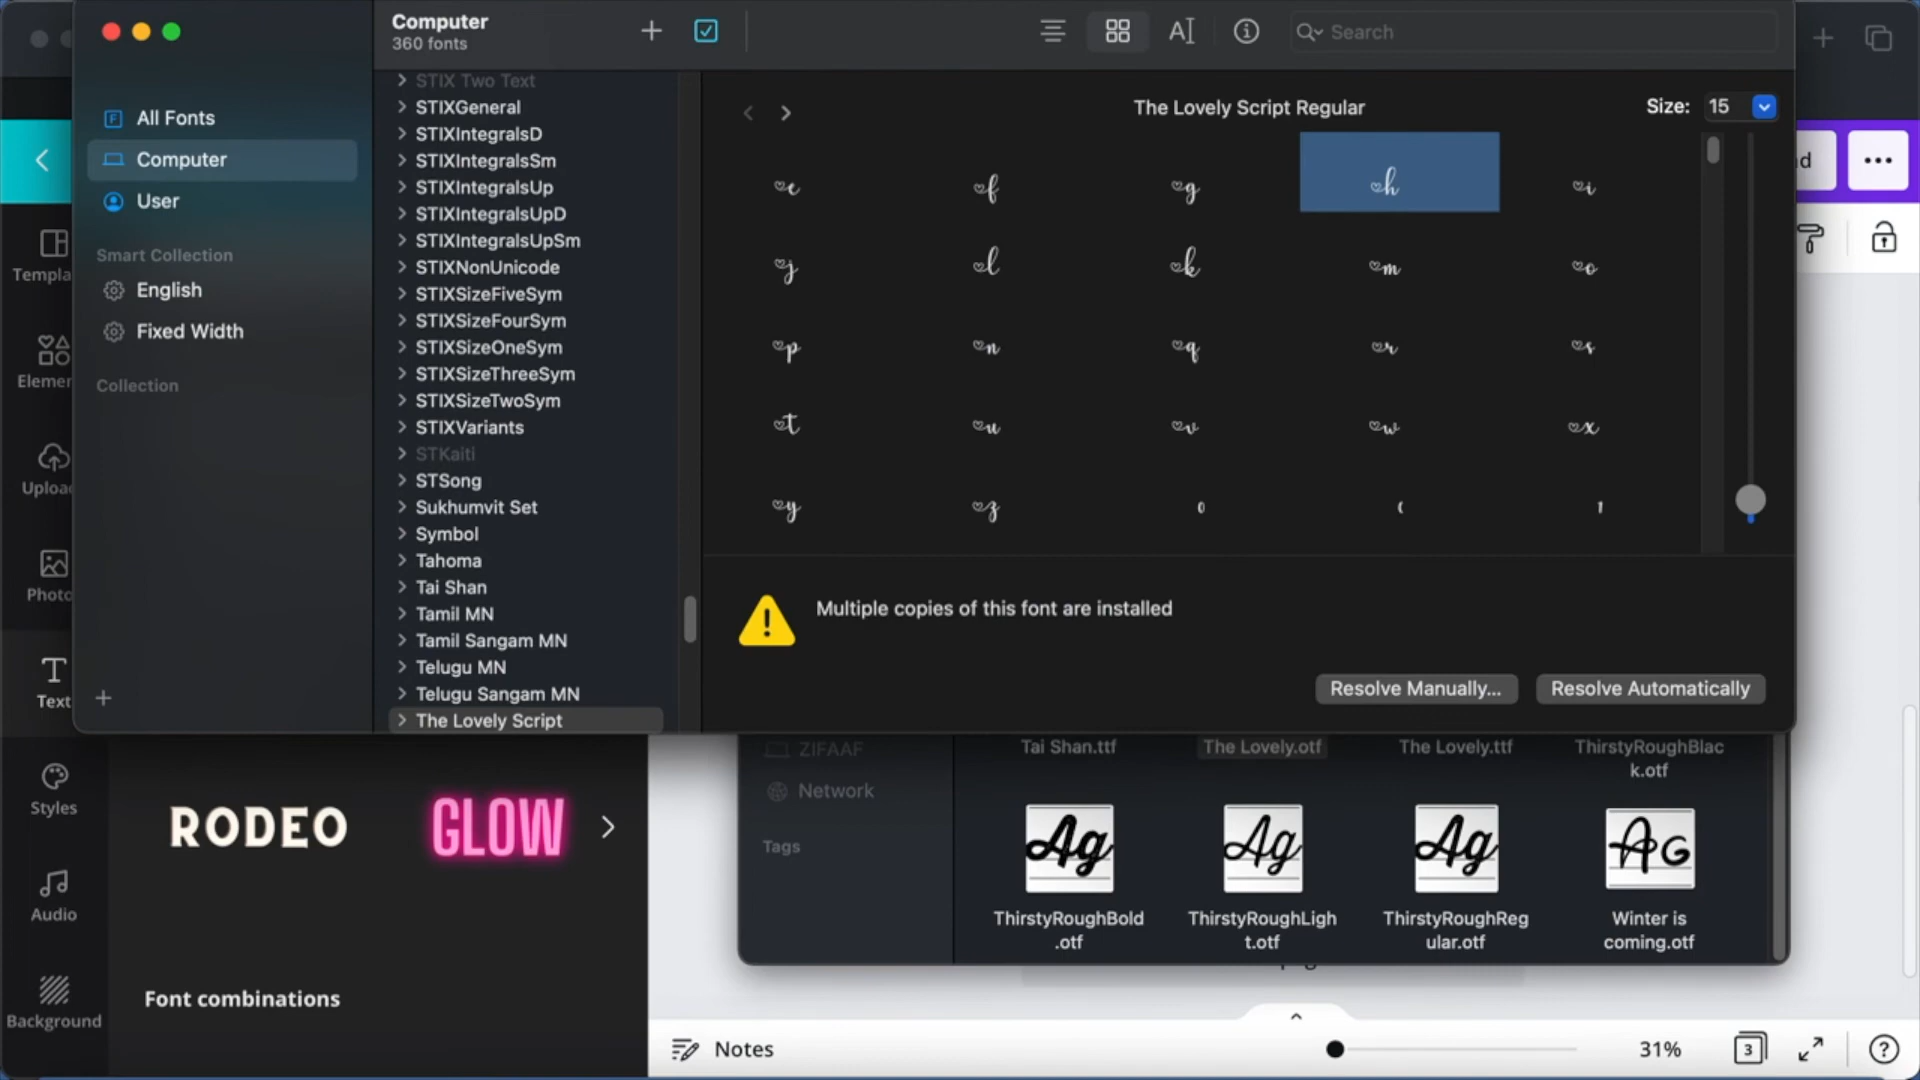 Computer
360 fonts
Search
All Fonts
Computer
User
Smart Collection
English
Fixed Width
Collection
STIX Two Text
STIXGeneral
STIXIntegralsD
STIXIntegralsSm
STIXIntegralsUp
STIXIntegralsUpD
STIXIntegralsUpSm
STIXNonUnicode
STIXSizeFiveSym
STIXSizeFourSym
STIXSizeOneSym
STIXSizeThreeSym
STIXSizeTwoSym
STIXVariants
STKaiti
STSong
Sukhumvit Set
Symbol
Tahoma
Tai Shan
Tamil MN
Tamil Sangam MN
Telugu MN
Telugu Sangam MN
The Lovely Script
The Lovely Script Regular
Size: 15
e f g h i
j l k m o
p n q r s
t u v w x
y z 0 ( 1
Multiple copies of this font are installed
Resolve Manually...
Resolve Automatically
Templa
Elemen
Uploa
Photo
Text
Styles
Audio
Background
RODEO
GLOW
Font combinations
ZIFAAF
Network
Tags
Tai Shan.ttf
The Lovely.otf
The Lovely.ttf
ThirstyRoughBlac
k.otf
Ag
Ag
Ag
AG
ThirstyRoughBold
.otf
ThirstyRoughLigh
t.otf
ThirstyRoughReg
ular.otf
Winter is
coming.otf
Notes
31%
3